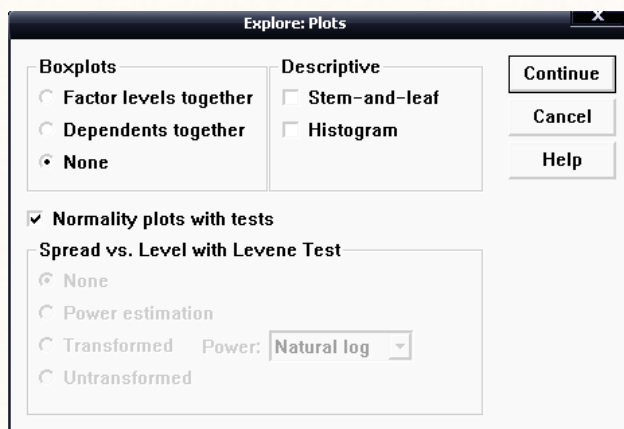 Explore: Plots
X
Boxplots
Factor levels together
Dependents together
None
Descriptive
Stem-and-leaf
Histogram
Continue
Cancel
Help
Normality plots with tests
Spread vs. Level with Levene Test
None
Power estimation
Transformed Power: Natural log
Untransformed